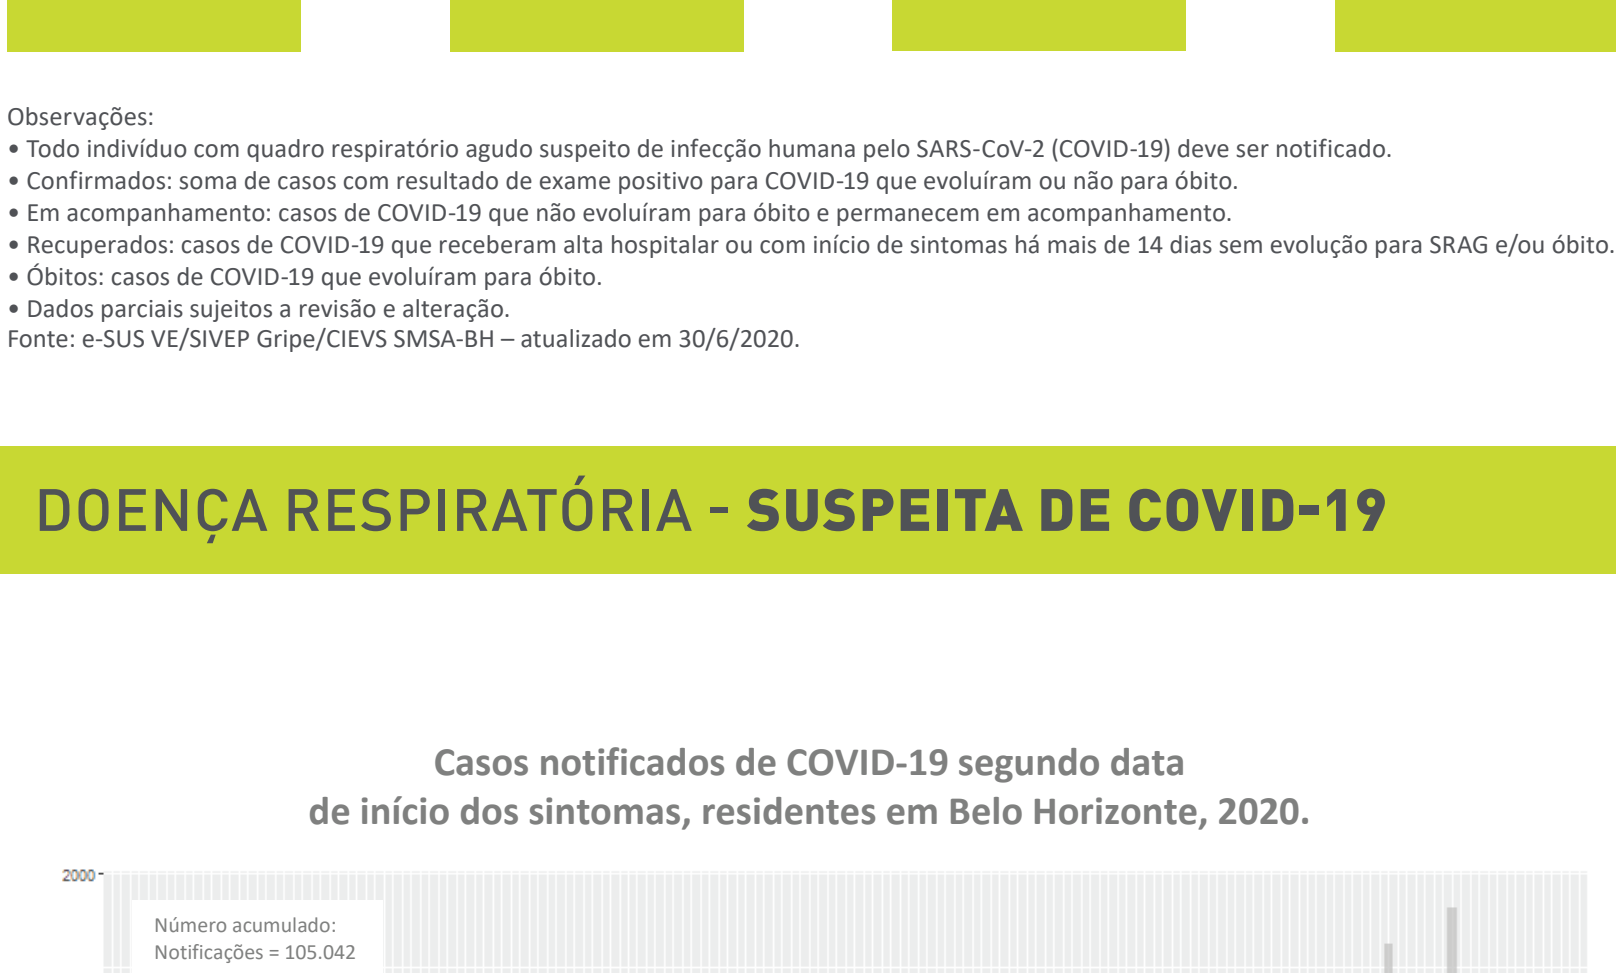 Observações:
• Todo indivíduo com quadro respiratório agudo suspeito de infecção humana pelo SARS-CoV-2 (COVID-19) deve ser notificado.
• Confirmados: soma de casos com resultado de exame positivo para COVID-19 que evoluíram ou não para óbito.
• Em acompanhamento: casos de COVID-19 que não evoluíram para óbito e permanecem em acompanhamento.
• Recuperados: casos de COVID-19 que receberam alta hospitalar ou com início de sintomas há mais de 14 dias sem evolução para SRAG e/ou óbito.
• Óbitos: casos de COVID-19 que evoluíram para óbito.
• Dados parciais sujeitos a revisão e alteração.
Fonte: e-SUS VE/SIVEP Gripe/CIEVS SMSA-BH – atualizado em 30/6/2020.
DOENÇA RESPIRATÓRIA - SUSPEITA DE COVID-19
Casos notificados de COVID-19 segundo data
de início dos sintomas, residentes em Belo Horizonte, 2020.
2000
Número acumulado:
Notificações = 105.042